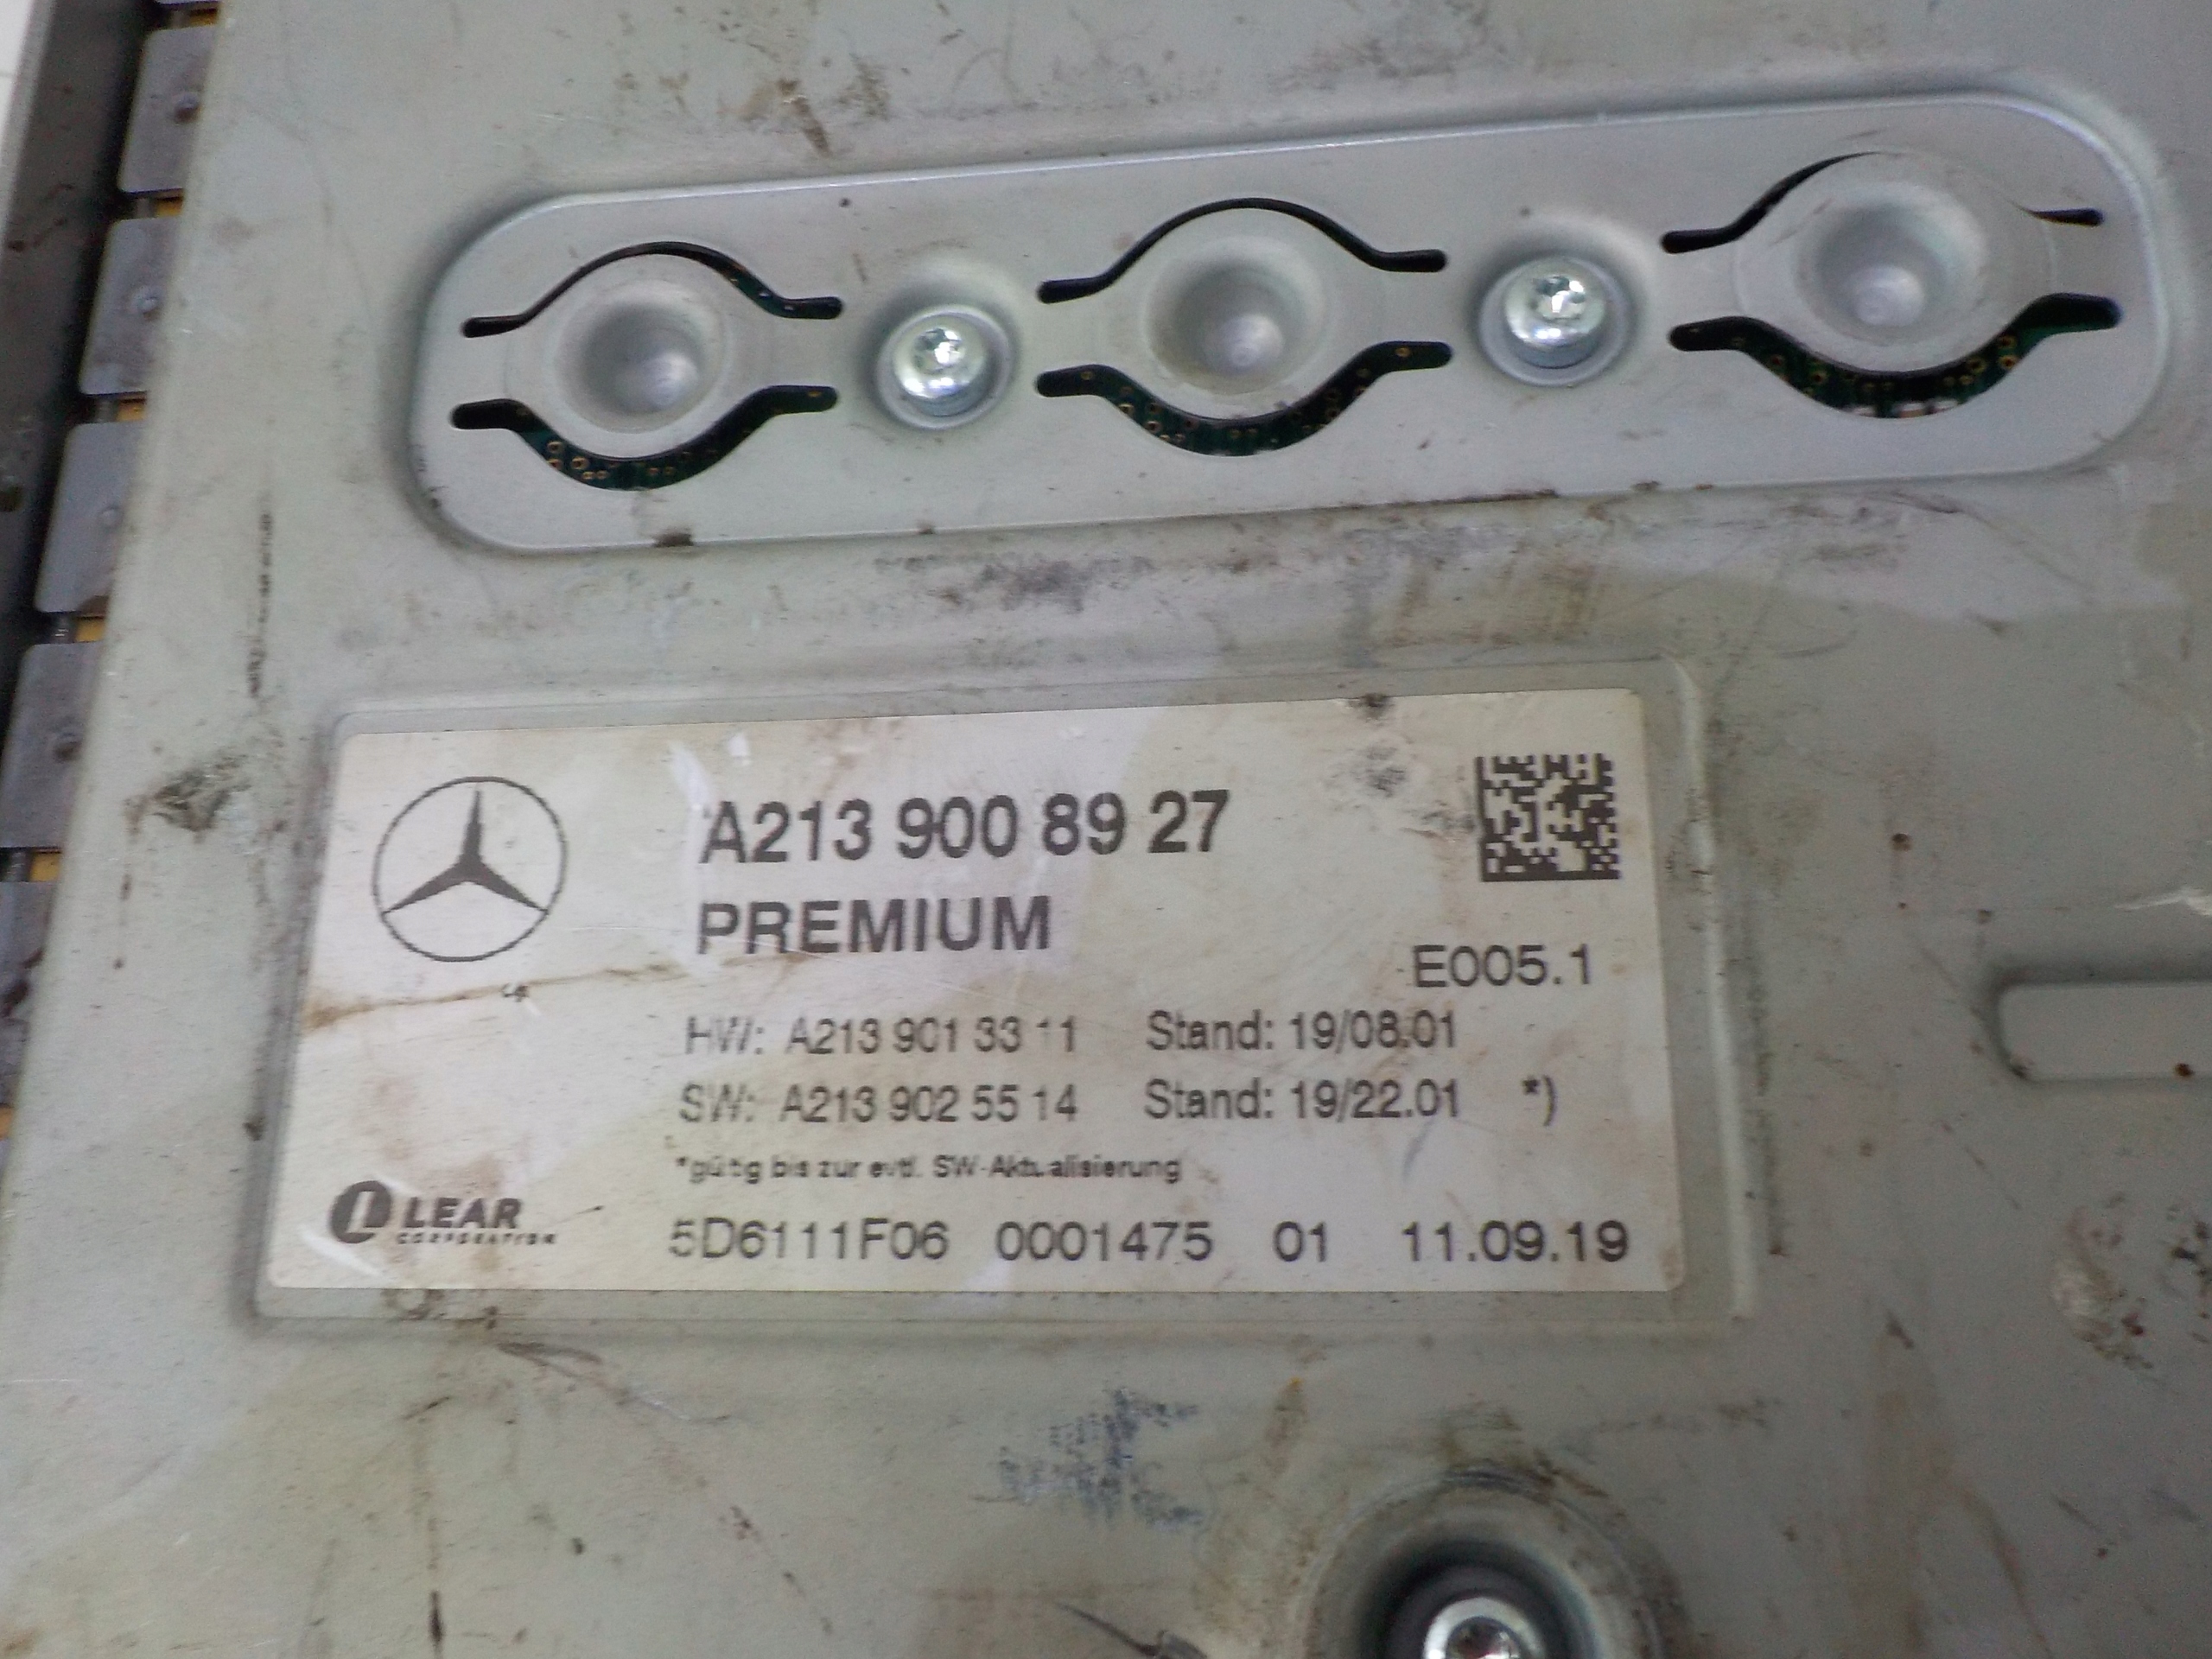 A213 900 89 27
PREMIUM
E005.1
HW: A213 901 33 11 Stand: 19/08.01
SW: A213 902 55 14 Stand: 19/22.01 *)
*gültig bis zur evtl. SW-Aktualisierung
LEAR
CORPORATION
5D6111F06 0001475 01 11.09.19